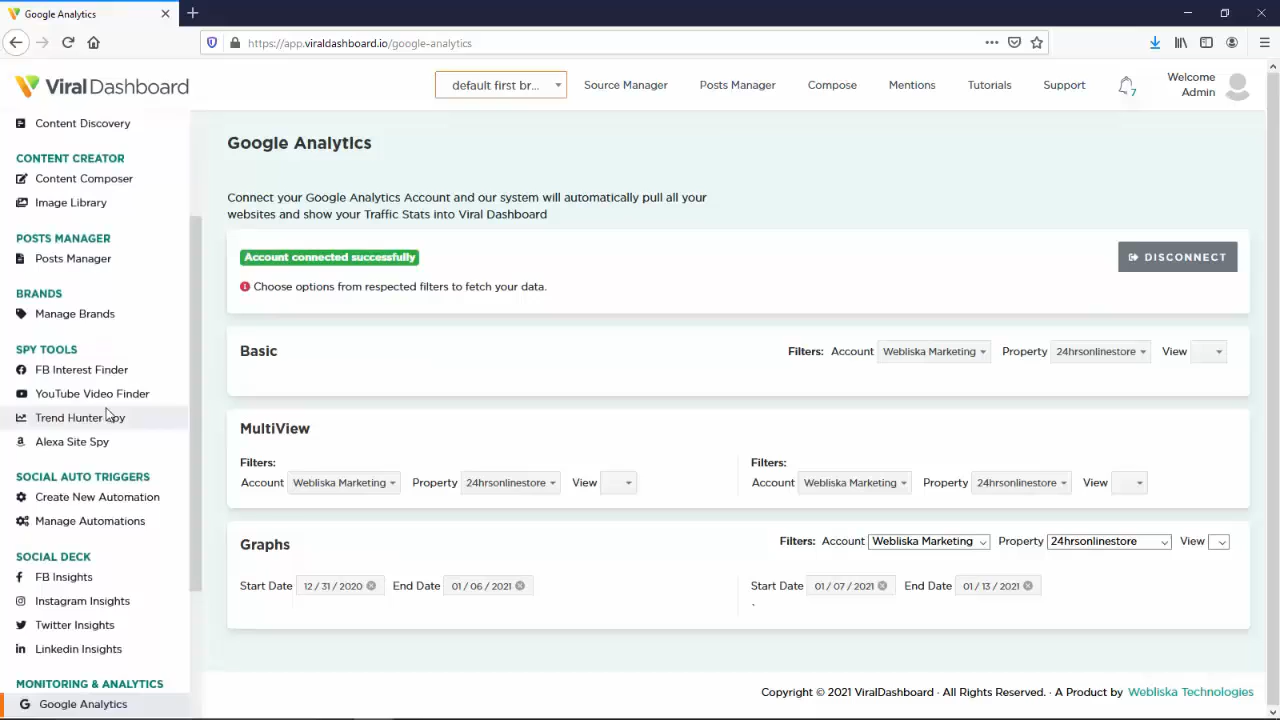 Google Analytics
https://app.viraldashboard.io/google-analytics
Viral Dashboard
default first br...
Source Manager
Posts Manager
Compose
Mentions
Tutorials
Support
7
Welcome
Admin
Content Discovery
CONTENT CREATOR
Content Composer
Image Library
POSTS MANAGER
Posts Manager
BRANDS
Manage Brands
SPY TOOLS
FB Interest Finder
YouTube Video Finder
Trend Hunter Spy
Alexa Site Spy
SOCIAL AUTO TRIGGERS
Create New Automation
Manage Automations
SOCIAL DECK
FB Insights
Instagram Insights
Twitter Insights
Linkedin Insights
MONITORING & ANALYTICS
Google Analytics
Google Analytics
Connect your Google Analytics Account and our system will automatically pull all your
websites and show your Traffic Stats into Viral Dashboard
Account connected successfully
DISCONNECT
Choose options from respected filters to fetch your data.
Basic
Filters: Account Webliska Marketing Property 24hrsonlinestore View
MultiView
Filters:
Account Webliska Marketing Property 24hrsonlinestore View
Filters:
Account Webliska Marketing Property 24hrsonlinestore View
Graphs
Filters: Account Webliska Marketing Property 24hrsonlinestore View
Start Date 12 / 31 / 2020 End Date 01 / 06 / 2021
Start Date 01 / 07 / 2021 End Date 01 / 13 / 2021
Copyright © 2021 ViralDashboard · All Rights Reserved. · A Product by Webliska Technologies